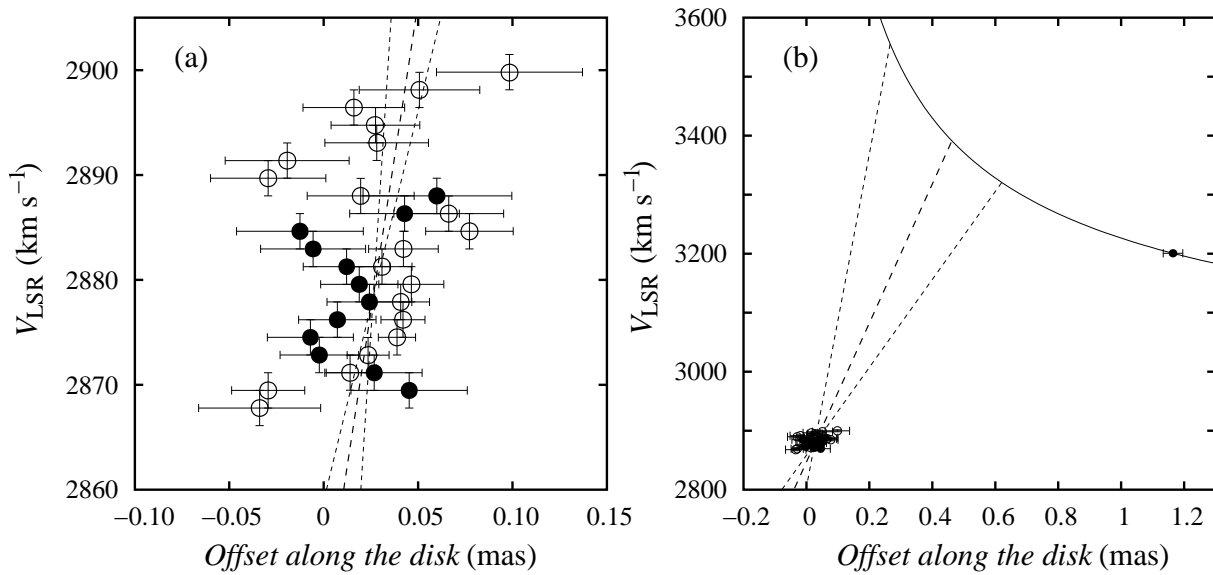 (a)
2900
2890
2880
2870
2860
V_LSR (km s⁻¹)
−0.10 −0.05 0 0.05 0.10 0.15
Offset along the disk (mas)
(b)
3600
3400
3200
3000
2800
V_LSR (km s⁻¹)
−0.2 0 0.2 0.4 0.6 0.8 1 1.2
Offset along the disk (mas)